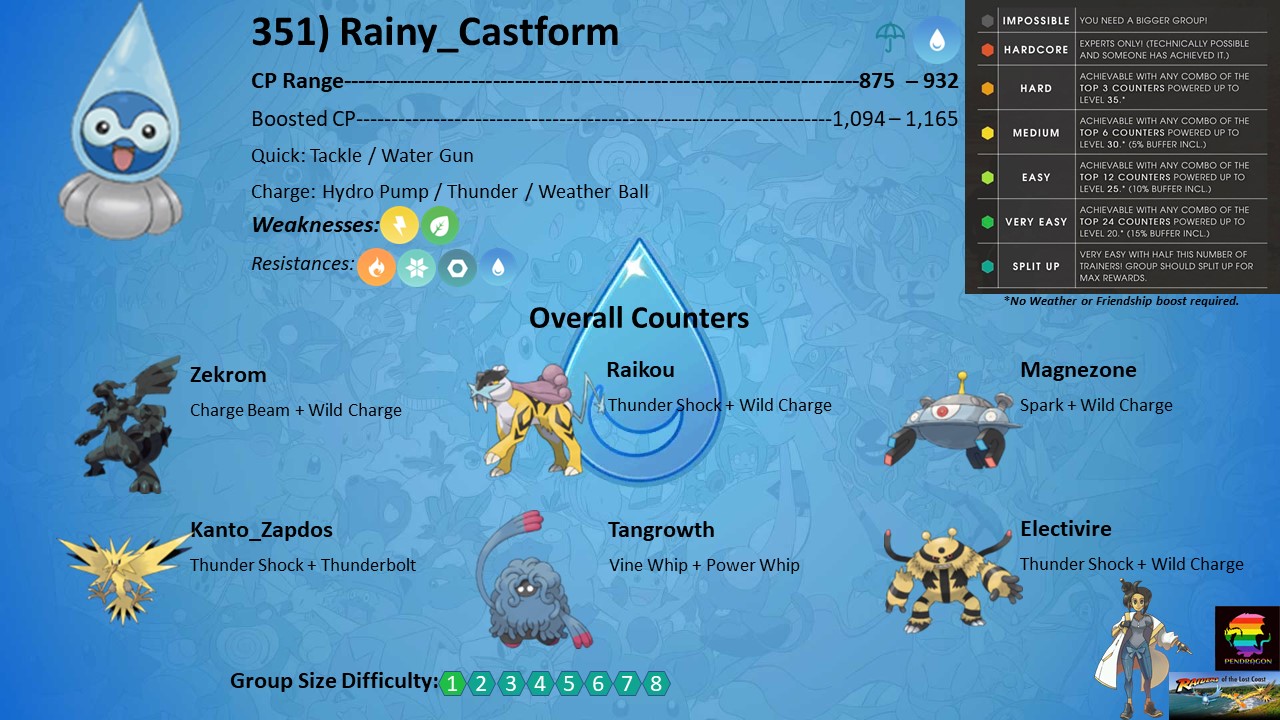 351) Rainy_Castform
CP Range---875 – 932
Boosted CP---1,094 – 1,165
Quick: Tackle / Water Gun
Charge: Hydro Pump / Thunder / Weather Ball
Weaknesses:
Resistances:
IMPOSSIBLE YOU NEED A BIGGER GROUP!
HARDCORE EXPERTS ONLY! (TECHNICALLY POSSIBLE
AND SOMEONE HAS ACHIEVED IT.)
HARD ACHIEVABLE WITH ANY COMBO OF THE
TOP 3 COUNTERS POWERED UP TO
LEVEL 35.*
MEDIUM ACHIEVABLE WITH ANY COMBO OF THE
TOP 6 COUNTERS POWERED UP TO
LEVEL 30.* (5% BUFFER INCL.)
EASY ACHIEVABLE WITH ANY COMBO OF THE
TOP 12 COUNTERS POWERED UP TO
LEVEL 25.* (10% BUFFER INCL.)
VERY EASY ACHIEVABLE WITH ANY COMBO OF THE
TOP 24 COUNTERS POWERED UP TO
LEVEL 20.* (15% BUFFER INCL.)
SPLIT UP VERY EASY WITH HALF THIS NUMBER OF
TRAINERS! GROUP SHOULD SPLIT UP FOR
MAX REWARDS.
*No Weather or Friendship boost required.
Overall Counters
Zekrom
Charge Beam + Wild Charge
Raikou
Thunder Shock + Wild Charge
Magnezone
Spark + Wild Charge
Kanto_Zapdos
Thunder Shock + Thunderbolt
Tangrowth
Vine Whip + Power Whip
Electivire
Thunder Shock + Wild Charge
Group Size Difficulty: 1 2 3 4 5 6 7 8
PENDRAGON
RAIDERS of the Lost Coast